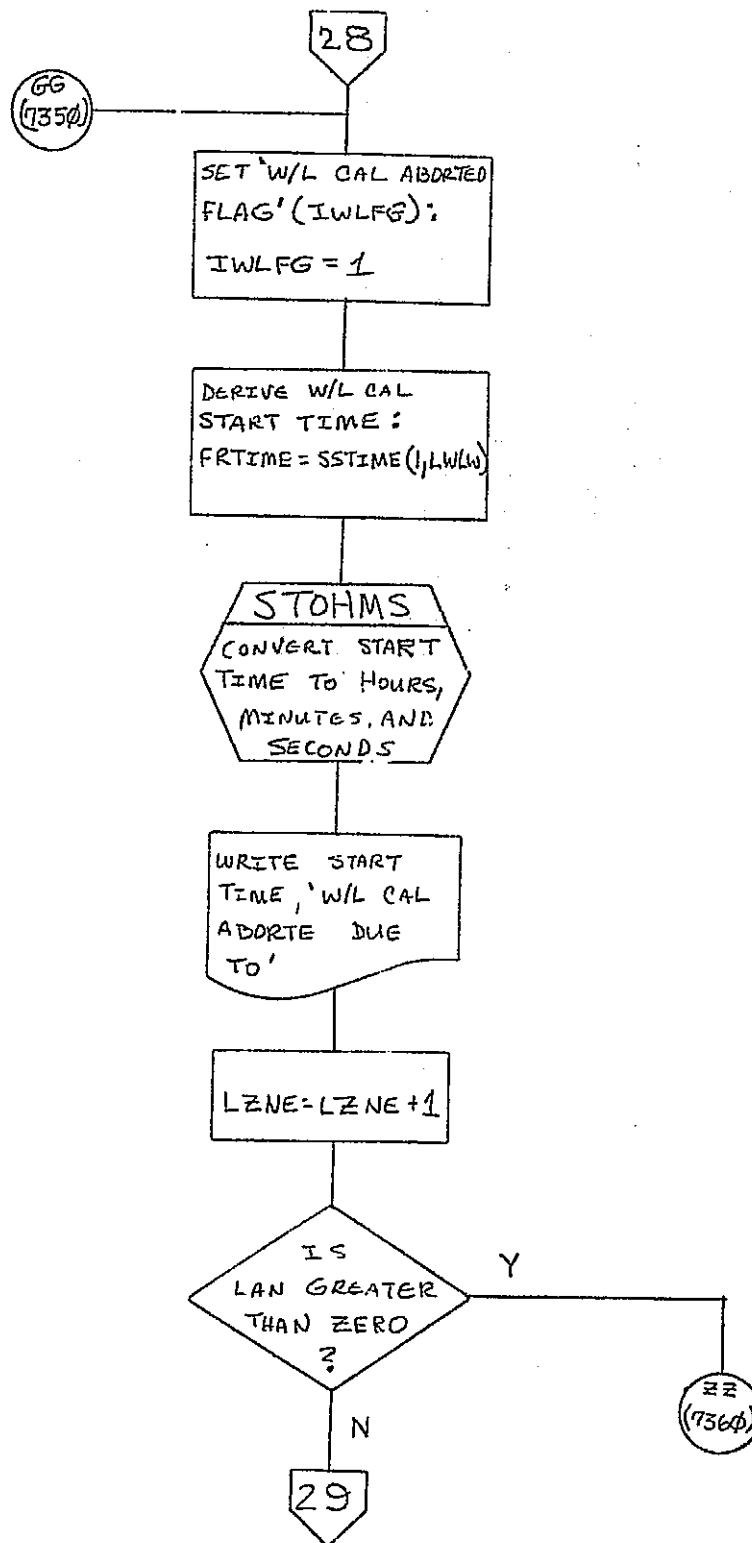 28
GG
(735Ø)
SET 'W/L CAL ABORTED
FLAG' (IWLFG):
IWLFG = 1
DERIVE W/L CAL
START TIME:
FRTIME = SSTIME(1,LWLW)
STOHMS
CONVERT START
TIME TO HOURS,
MINUTES, AND
SECONDS
WRITE START
TIME, 'W/L CAL
ABORTE DUE
TO'
LZNE = LZNE + 1
IS
LAN GREATER
THAN ZERO
?
Y
ZZ
(736Ø)
N
29